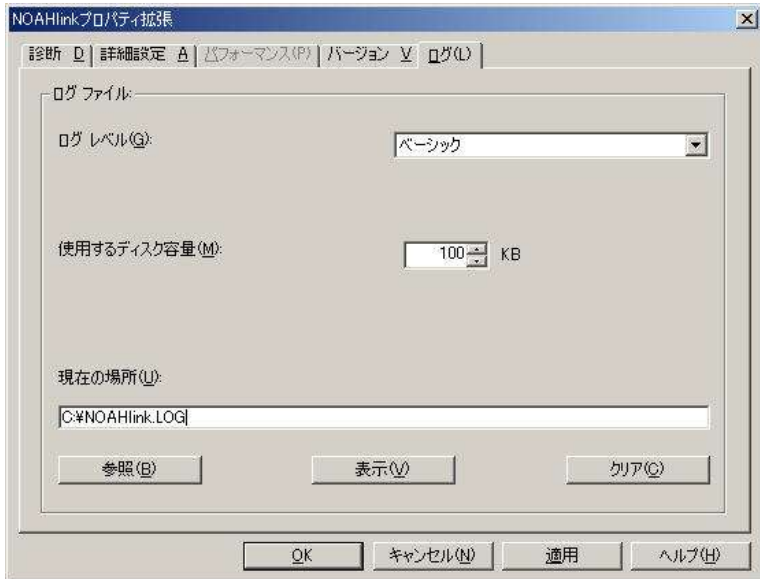 NOAHlinkプロパティ拡張
診断 D 詳細設定 A パフォーマンス(P) バージョン V ログ(L)
ログ ファイル:
ログ レベル(G): ベーシック
使用するディスク容量(M): 100 KB
現在の場所(U):
C:¥NOAHlink.LOG
参照(B) 表示(V) クリア(C)
OK キャンセル(N) 適用 ヘルプ(H)